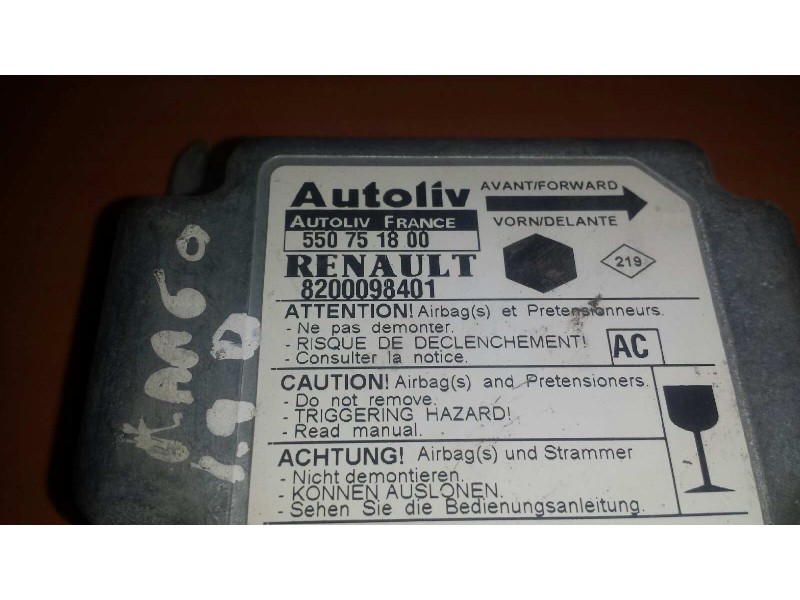 Autoliv
AVANT/FORWARD
AUTOLIV FRANCE
VORN/DELANTE
550 75 18 00
RENAULT
219
8200098401
ATTENTION! Airbag(s) et Pretensionneurs.
- Ne pas demonter.
- RISQUE DE DECLENCHEMENT!
AC
- Consulter la notice.
CAUTION! Airbag(s) and Pretensioners.
- Do not remove.
- TRIGGERING HAZARD!
- Read manual.
ACHTUNG! Airbag(s) und Strammer
- Nicht demontieren.
- KONNEN AUSLONEN.
- Sehen Sie die Bedienungsanleitung.
1.9 D